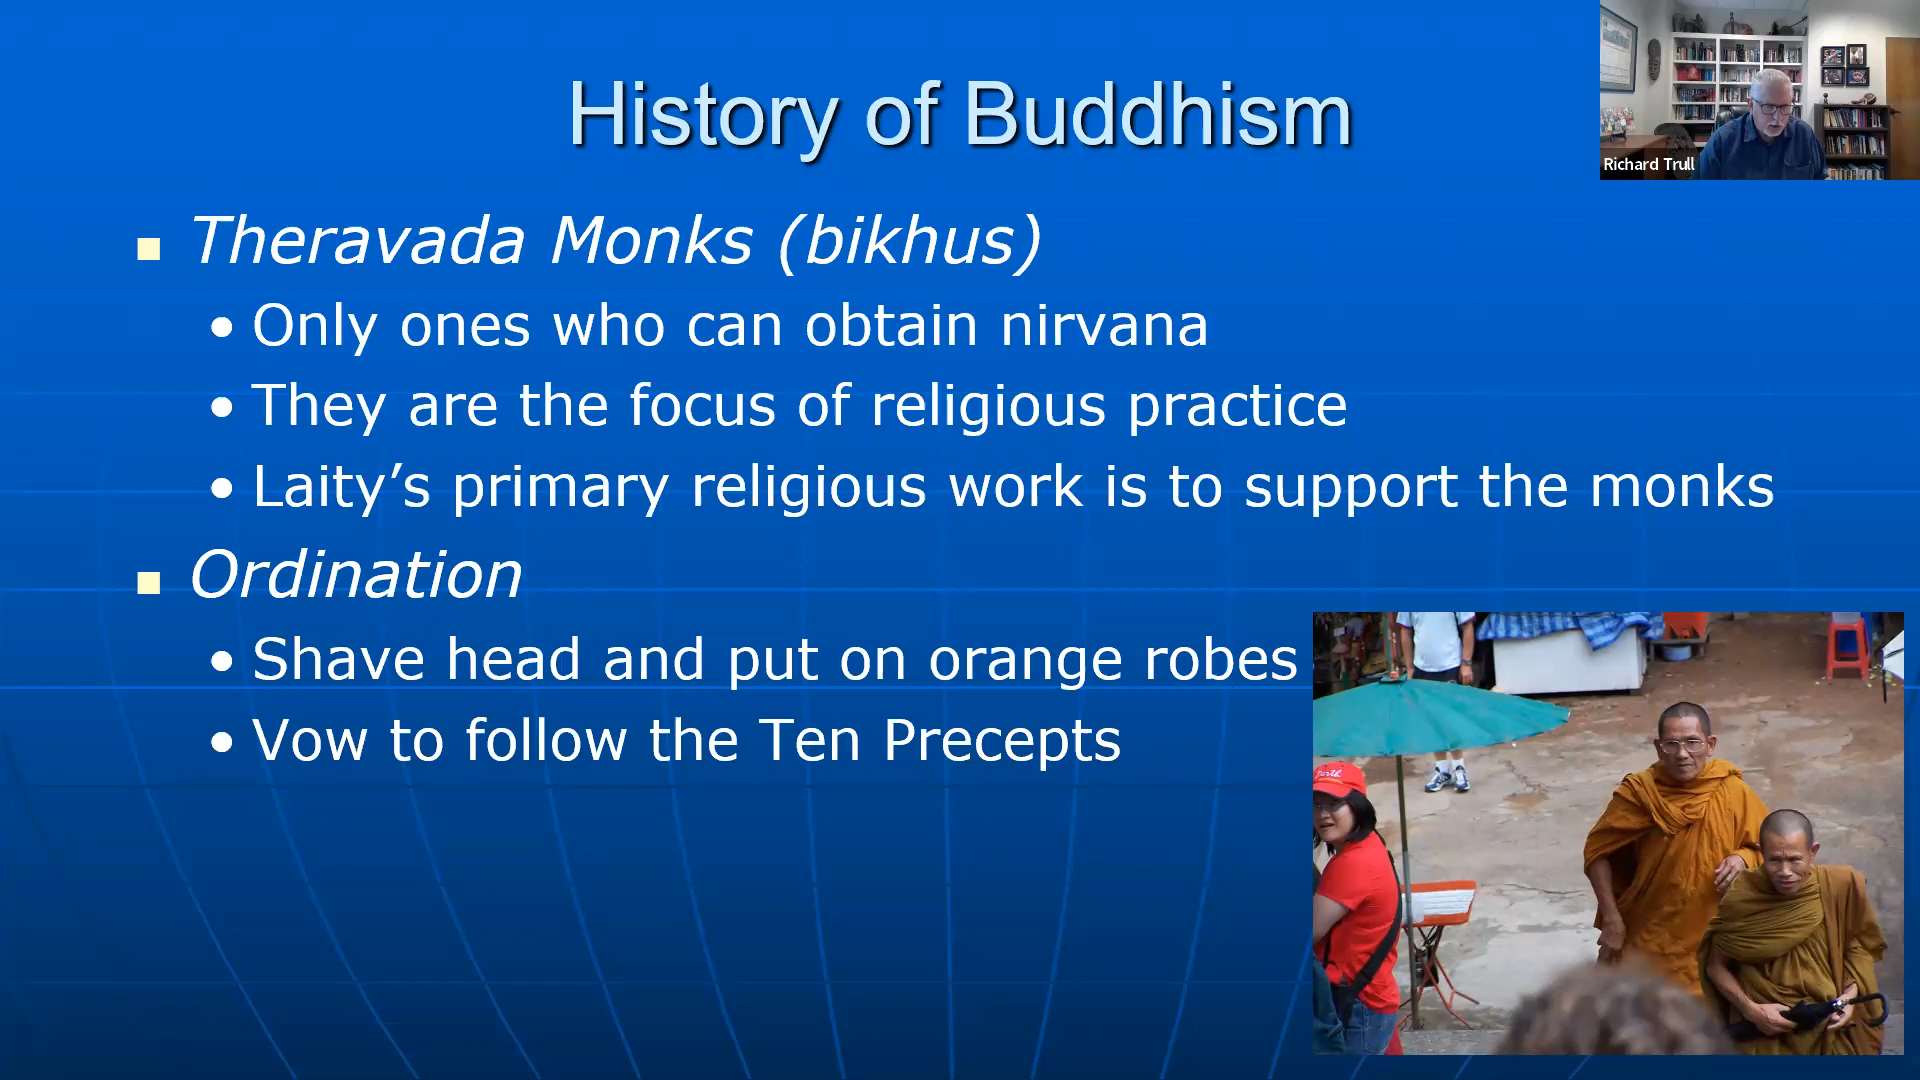 History of Buddhism
Richard Trull
Theravada Monks (bikhus)
Only ones who can obtain nirvana
They are the focus of religious practice
Laity’s primary religious work is to support the monks
Ordination
Shave head and put on orange robes
Vow to follow the Ten Precepts
Perth